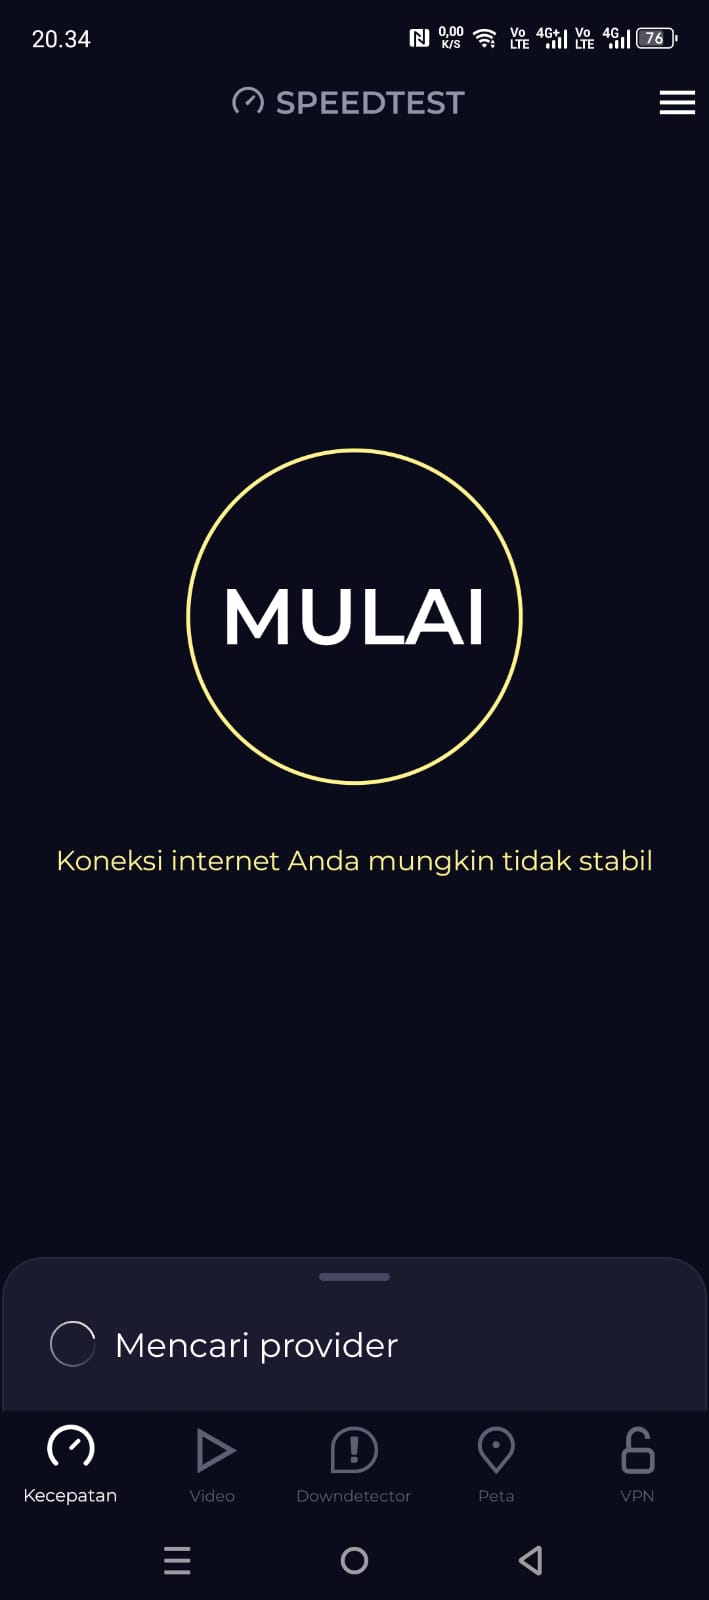 20.34
0,00 K/S
Vo LTE 4G+ Vo LTE 4G 76
SPEEDTEST
MULAI
Koneksi internet Anda mungkin tidak stabil
Mencari provider
Kecepatan
Video
Downdetector
Peta
VPN